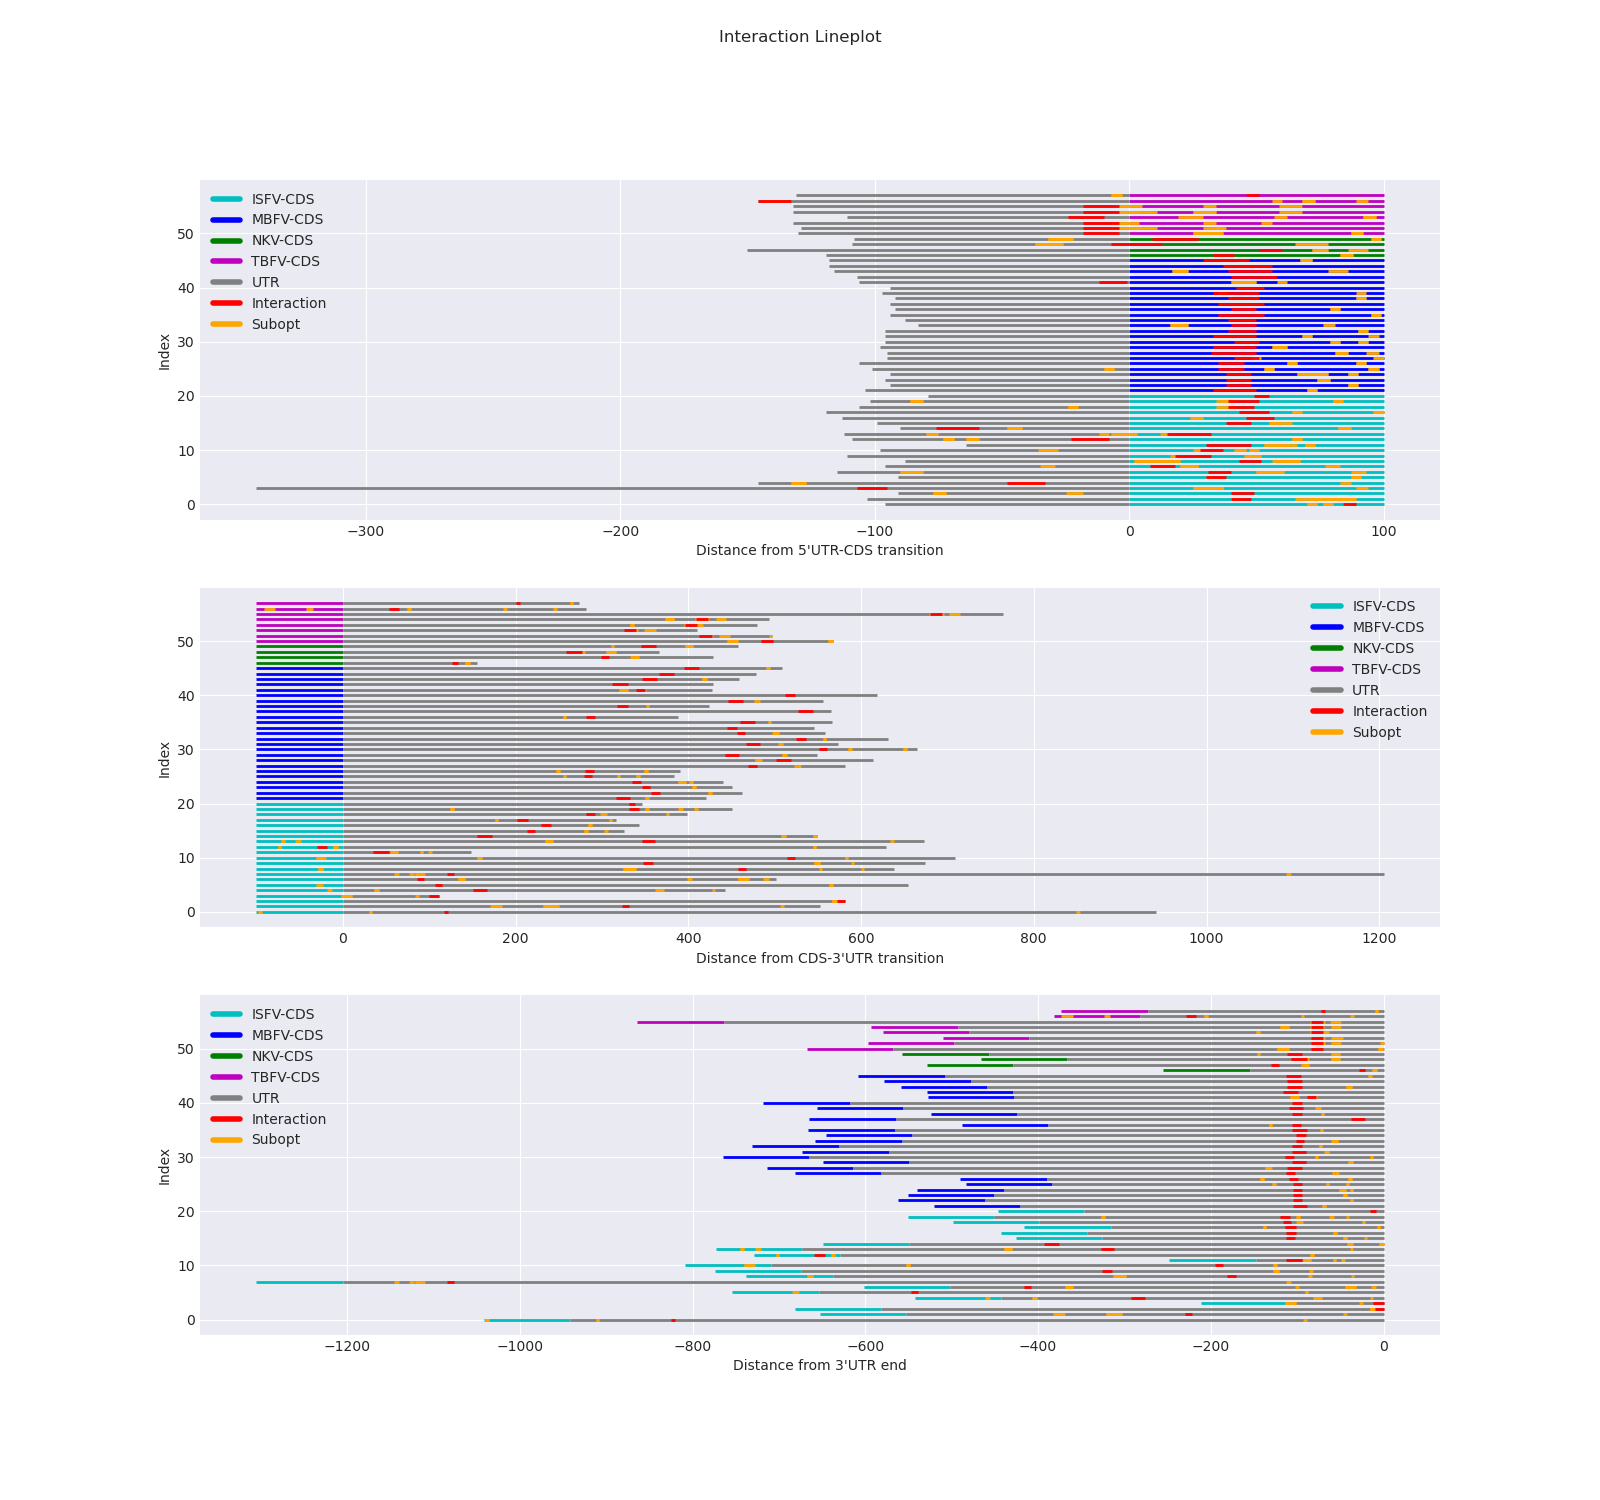 Interaction Lineplot
ISFV-CDS
MBFV-CDS
NKV-CDS
TBFV-CDS
UTR
Interaction
Subopt
Index
50
40
30
20
10
0
−300 −200 −100 0 100
Distance from 5'UTR-CDS transition
ISFV-CDS
MBFV-CDS
NKV-CDS
TBFV-CDS
UTR
Interaction
Subopt
Index
50
40
30
20
10
0
0 200 400 600 800 1000 1200
Distance from CDS-3'UTR transition
ISFV-CDS
MBFV-CDS
NKV-CDS
TBFV-CDS
UTR
Interaction
Subopt
Index
50
40
30
20
10
0
−1200 −1000 −800 −600 −400 −200 0
Distance from 3'UTR end